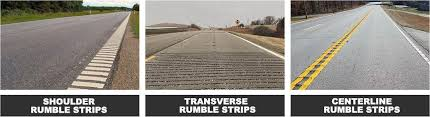 SHOULDER
RUMBLE STRIPS
TRANSVERSE
RUMBLE STRIPS
CENTERLINE
RUMBLE STRIPS